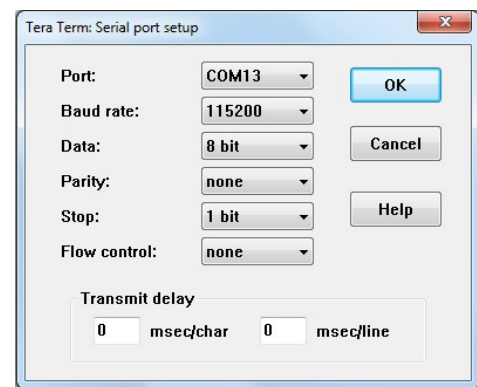 Tera Term: Serial port setup
Port: COM13 OK
Baud rate: 115200
Data: 8 bit Cancel
Parity: none
Stop: 1 bit Help
Flow control: none
Transmit delay
0 msec/char 0 msec/line